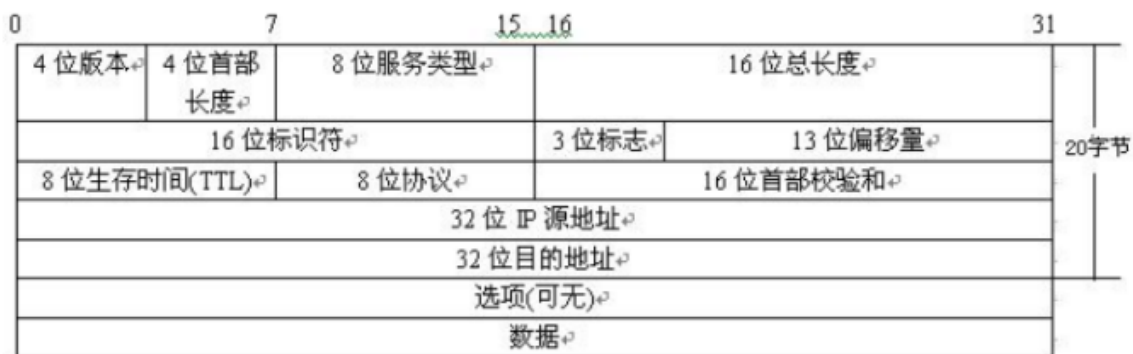 0 7 15 16 31
4 位版本 4 位首部长度 8 位服务类型 16 位总长度
16 位标识符 3 位标志 13 位偏移量 20字节
8 位生存时间(TTL) 8 位协议 16 位首部校验和
32 位 IP 源地址
32 位目的地址
选项(可无)
数据